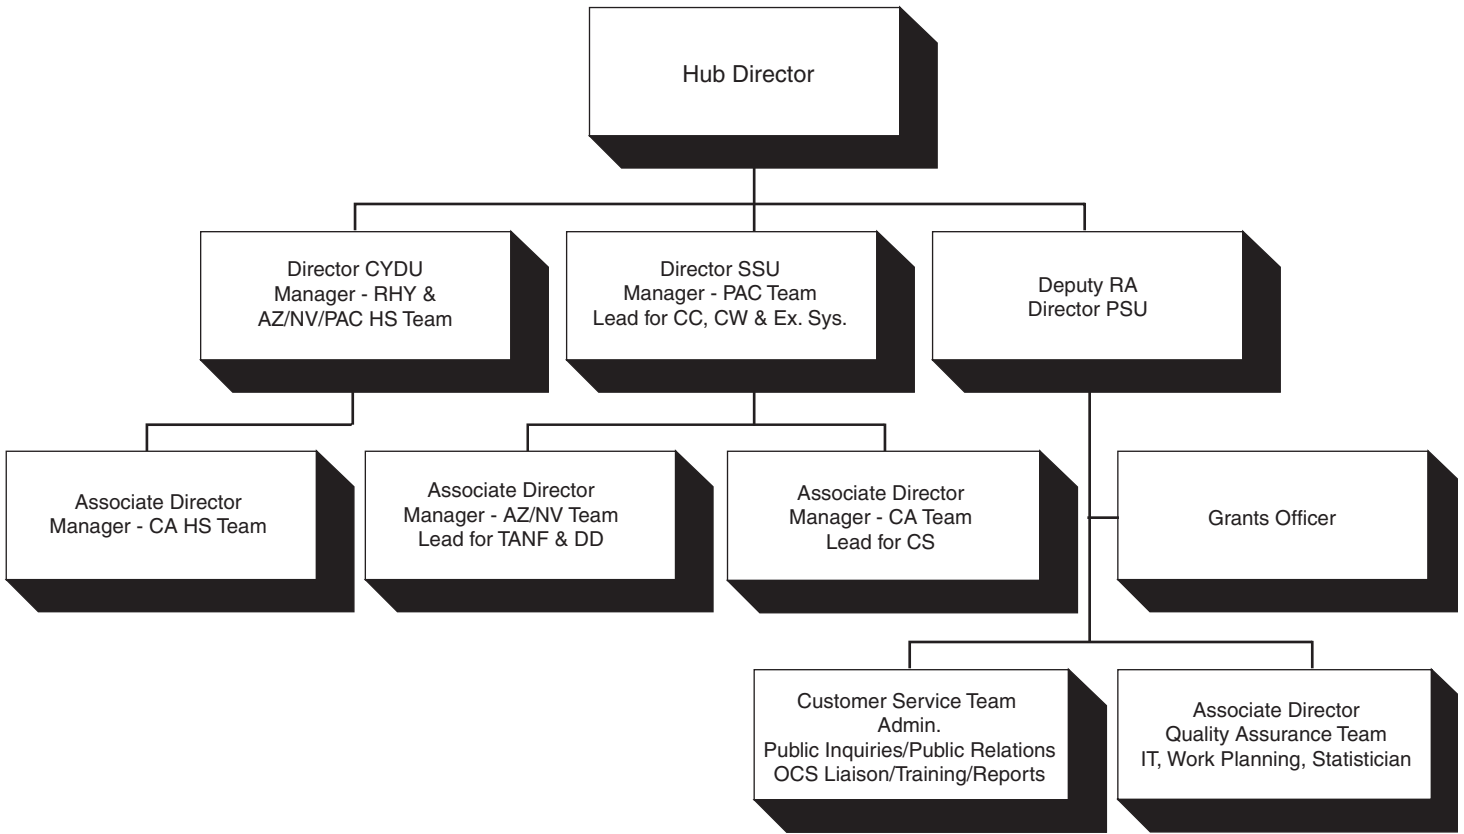 Hub Director
Director CYDU
Manager - RHY &
AZ/NV/PAC HS Team
Director SSU
Manager - PAC Team
Lead for CC, CW & Ex. Sys.
Deputy RA
Director PSU
Associate Director
Manager - CA HS Team
Associate Director
Manager - AZ/NV Team
Lead for TANF & DD
Associate Director
Manager - CA Team
Lead for CS
Grants Officer
Customer Service Team
Admin.
Public Inquiries/Public Relations
OCS Liaison/Training/Reports
Associate Director
Quality Assurance Team
IT, Work Planning, Statistician